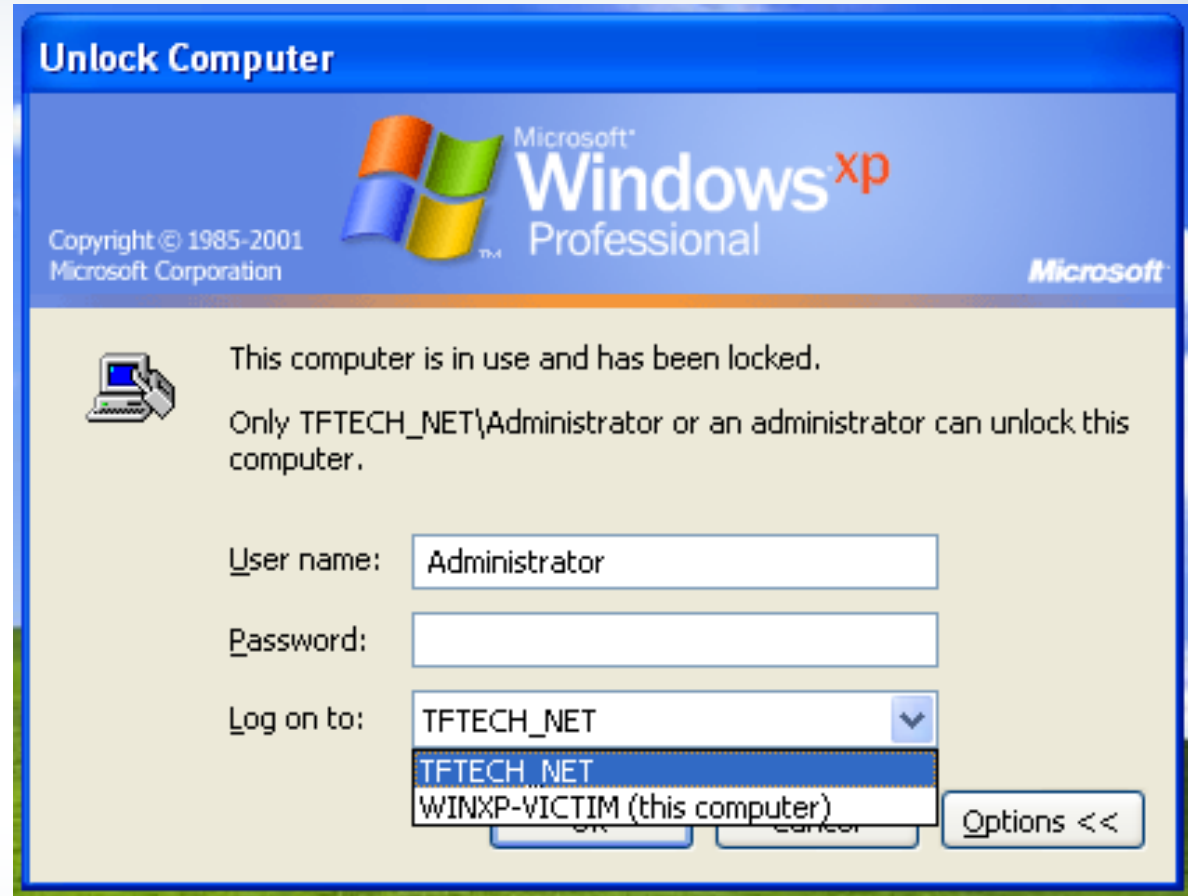 Unlock Computer
Microsoft®
Windows xp
Professional
TM
Copyright © 1985-2001
Microsoft Corporation
Microsoft
This computer is in use and has been locked.
Only TFTECH_NET\Administrator or an administrator can unlock this
computer.
User name: Administrator
Password:
Log on to: TFTECH_NET
TFTECH_NET
WINXP-VICTIM (this computer)
Options <<